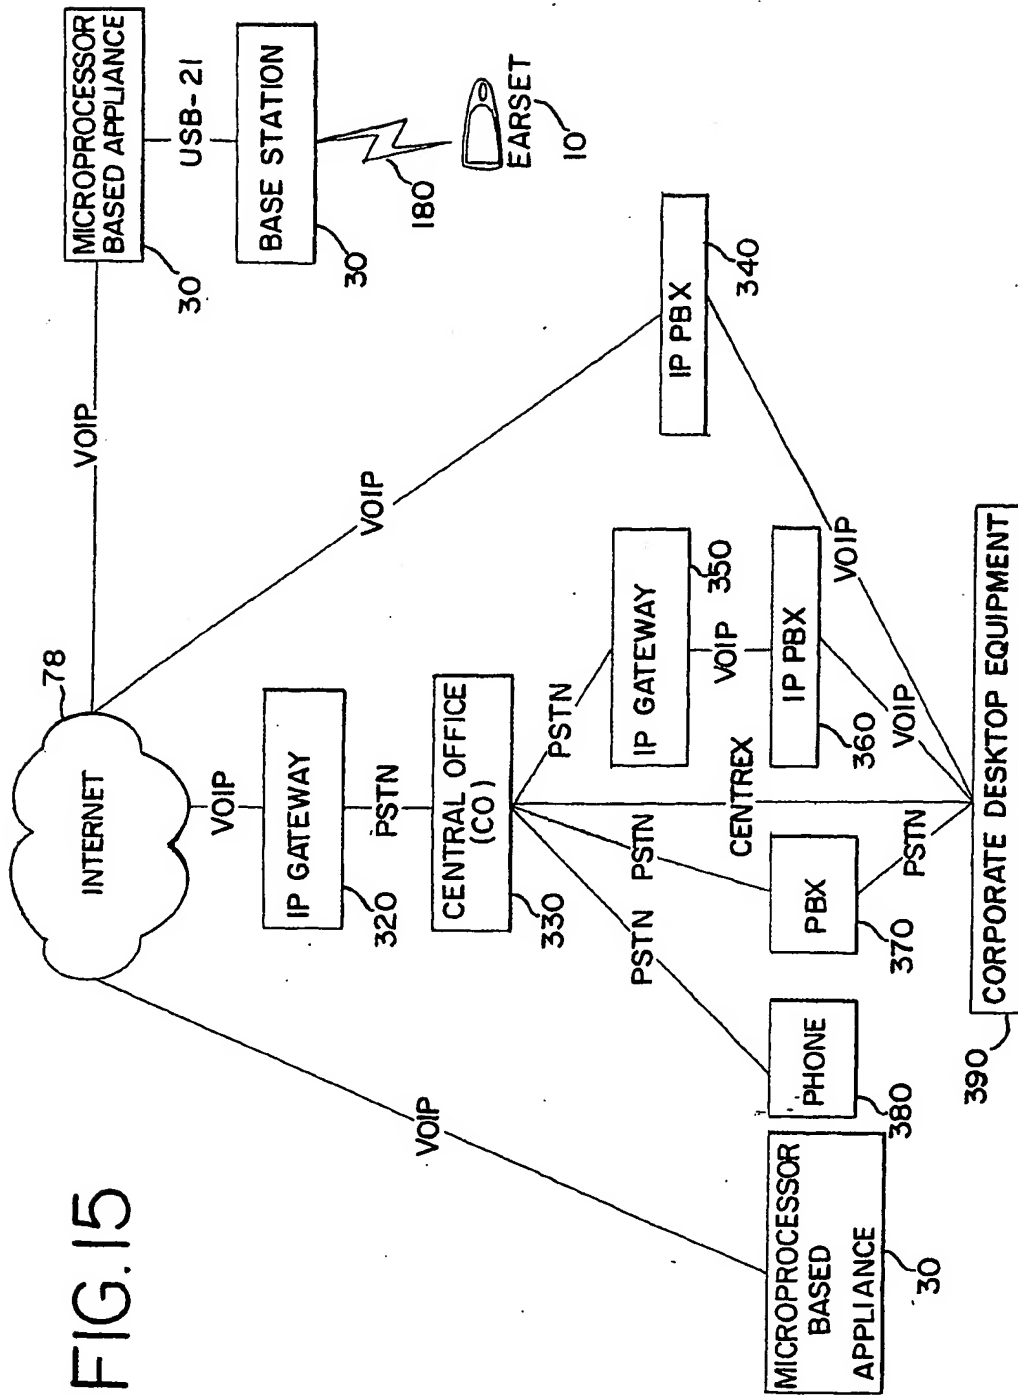 FIG. 15
INTERNET
78
VOIP
MICROPROCESSOR
BASED APPLIANCE
30
USB-21
BASE STATION
30
180
EARSET
10
VOIP
IP GATEWAY
320
PSTN
CENTRAL OFFICE
(CO)
330
VOIP
IP PBX
340
VOIP
PSTN
IP GATEWAY
350
VOIP
IP PBX
360
VOIP
CENTREX
PSTN
PBX
370
PSTN
PSTN
PHONE
380
VOIP
MICROPROCESSOR
BASED
APPLIANCE
30
CORPORATE DESKTOP EQUIPMENT
390